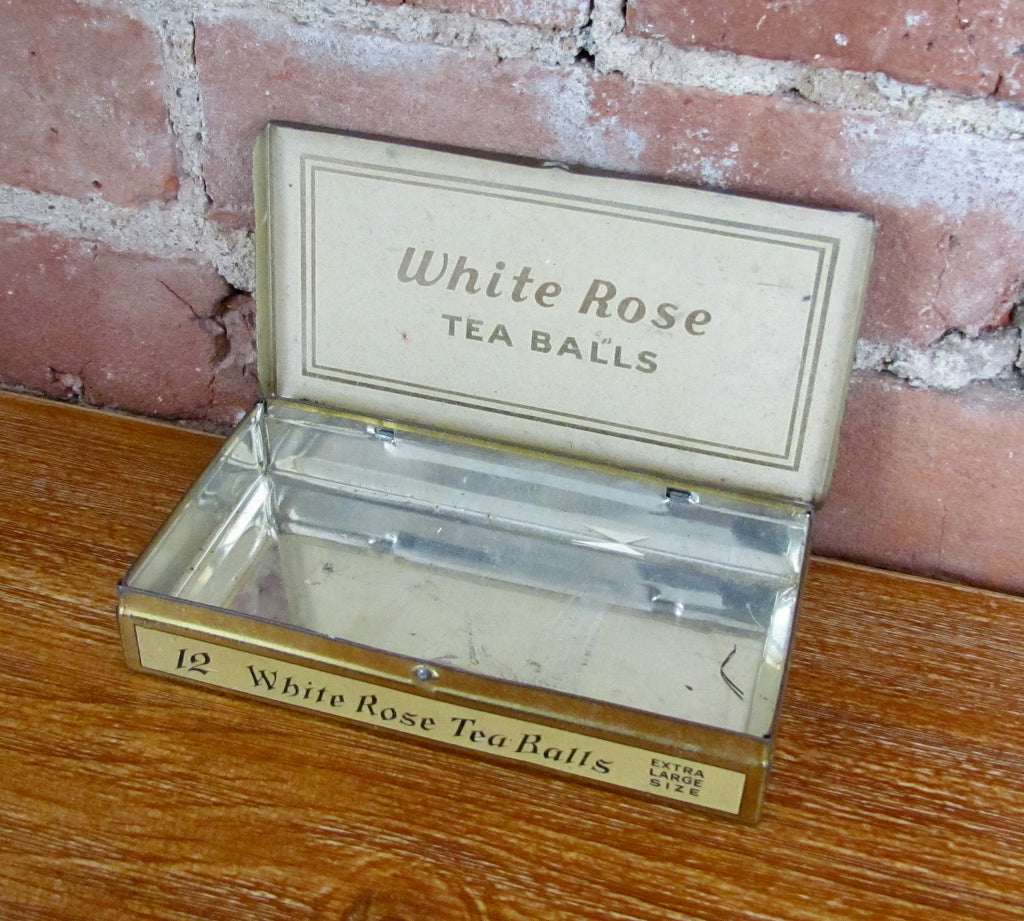 White Rose
TEA BALLS
12 White Rose Tea Balls
EXTRA
LARGE
SIZE